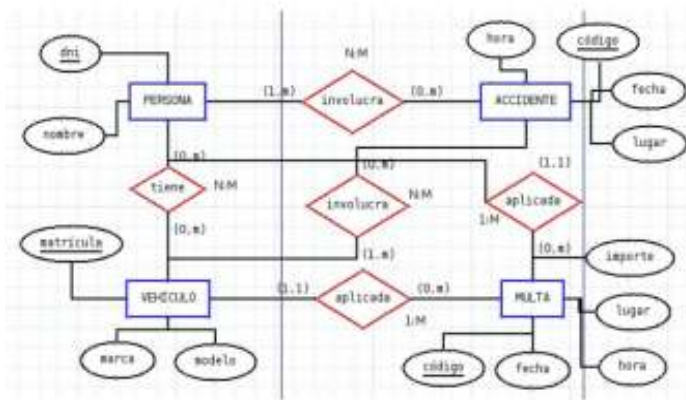 hora
código
dni
N:M
PERSONA
(1.m)
involucra
(0.m)
ACCIDENTE
fecha
nombre
lugar
(0.m)
(0.m)
(1.1)
tiene
N:M
involucra
N:M
aplicada
1:M
(0.m)
matrícula
(0.m)
(1.m)
importe
VEHICULO
(1.1)
aplicada
(0.m)
MULTA
lugar
1:M
marca
modelo
código
fecha
hora